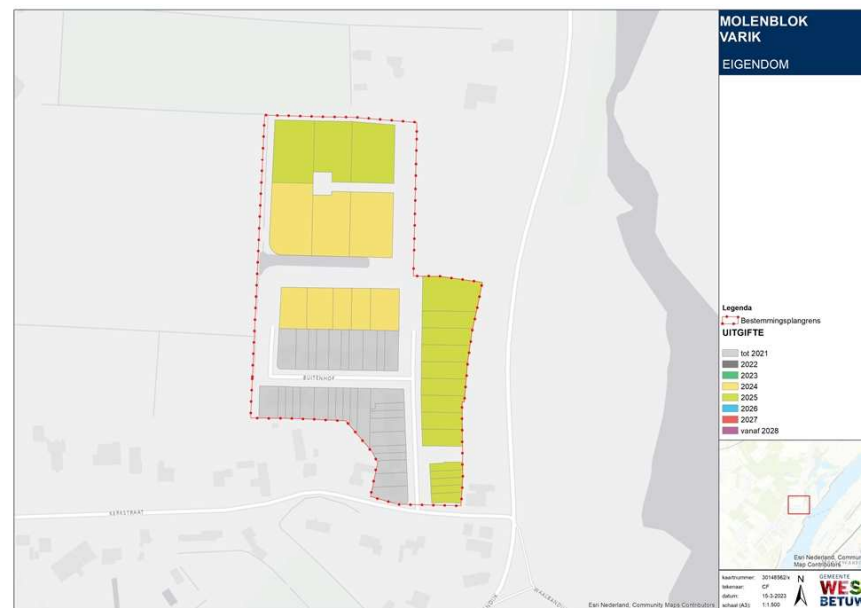 MOLENBLOK
VARIK
EIGENDOM
BUITENHOF
KERKSTRAAT
Esri Nederland, Community Maps Contributors
Legenda
Bestemmingsplangrens
UITGIFTE
tot 2021
2022
2023
2024
2025
2026
2027
vanaf 2028
Esri Nederland, Commun
Map Contributors
kaartnummer:
tekenaar: CF
datum: 15-3-2023
schaal (A3): 1:1.500
N
GEMEENTE
WES
BETUW